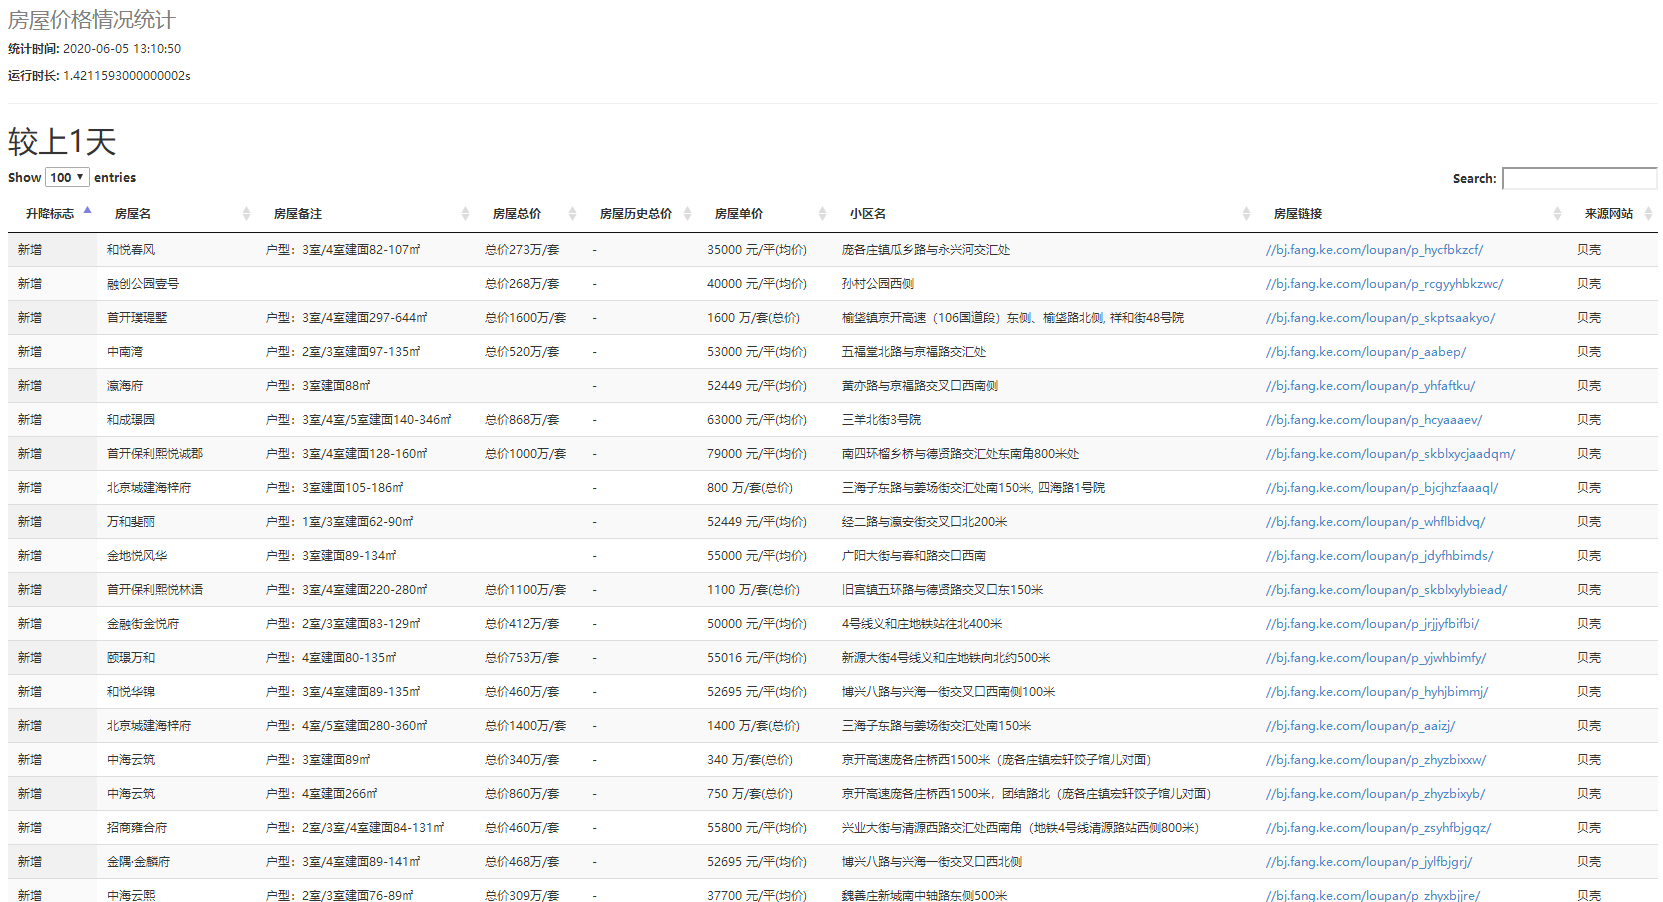 房屋价格情况统计
统计时间: 2020-06-05 13:10:50
运行时长: 1.4211593000000002s
较上1天
Show 100 entries
Search:
升降标志 房屋名 房屋备注 房屋总价 房屋历史总价 房屋单价 小区名 房屋链接 来源网站
新增 和悦春风 户型：3室/4室建面82-107㎡ 总价273万/套 - 35000 元/平(均价) 庞各庄镇瓜乡路与永兴河交汇处 //bj.fang.ke.com/loupan/p_hycfbkzcf/ 贝壳
新增 融创公园壹号 总价268万/套 - 40000 元/平(均价) 孙村公园西侧 //bj.fang.ke.com/loupan/p_rcgyyhbkzwc/ 贝壳
新增 首开璞瑅墅 户型：3室/4室建面297-644㎡ 总价1600万/套 - 1600 万/套(总价) 榆垡镇京开高速（106国道段）东侧、榆垡路北侧, 祥和街48号院 //bj.fang.ke.com/loupan/p_skptsaakyo/ 贝壳
新增 中南湾 户型：2室/3室建面97-135㎡ 总价520万/套 - 53000 元/平(均价) 五福堂北路与京福路交汇处 //bj.fang.ke.com/loupan/p_aabep/ 贝壳
新增 瀛海府 户型：3室建面88㎡ - 52449 元/平(均价) 黄亦路与京福路交叉口西南侧 //bj.fang.ke.com/loupan/p_yhfaftku/ 贝壳
新增 和成璟园 户型：3室/4室/5室建面140-346㎡ 总价868万/套 - 63000 元/平(均价) 三羊北街3号院 //bj.fang.ke.com/loupan/p_hcyaaaev/ 贝壳
新增 首开保利熙悦诚郡 户型：3室/4室建面128-160㎡ 总价1000万/套 - 79000 元/平(均价) 南四环榴乡桥与德贤路交汇处东南角800米处 //bj.fang.ke.com/loupan/p_skblxycjaadqm/ 贝壳
新增 北京城建海梓府 户型：3室建面105-186㎡ - 800 万/套(总价) 三海子东路与姜场街交汇处南150米, 四海路1号院 //bj.fang.ke.com/loupan/p_bjcjhzfaaaql/ 贝壳
新增 万和斐丽 户型：1室/3室建面62-90㎡ - 52449 元/平(均价) 经二路与瀛安街交叉口北200米 //bj.fang.ke.com/loupan/p_whflbidvq/ 贝壳
新增 金地悦风华 户型：3室建面89-134㎡ - 55000 元/平(均价) 广阳大街与春和路交口西南 //bj.fang.ke.com/loupan/p_jdyfhbimds/ 贝壳
新增 首开保利熙悦林语 户型：3室/4室建面220-280㎡ 总价1100万/套 - 1100 万/套(总价) 旧宫镇五环路与德贤路交叉口东150米 //bj.fang.ke.com/loupan/p_skblxylybiead/ 贝壳
新增 金融街金悦府 户型：2室/3室建面83-129㎡ 总价412万/套 - 50000 元/平(均价) 4号线义和庄地铁站往北400米 //bj.fang.ke.com/loupan/p_jrjjyfbifbi/ 贝壳
新增 颐璟万和 户型：4室建面80-135㎡ 总价753万/套 - 55016 元/平(均价) 新源大街4号线义和庄地铁向北约500米 //bj.fang.ke.com/loupan/p_yjwhbimfy/ 贝壳
新增 和悦华锦 户型：3室/4室建面89-135㎡ 总价460万/套 - 52695 元/平(均价) 博兴八路与兴海一街交叉口西南侧100米 //bj.fang.ke.com/loupan/p_hyhjbimmj/ 贝壳
新增 北京城建海梓府 户型：4室/5室建面280-360㎡ 总价1400万/套 - 1400 万/套(总价) 三海子东路与姜场街交汇处南150米 //bj.fang.ke.com/loupan/p_aaizj/ 贝壳
新增 中海云筑 户型：3室建面89㎡ 总价340万/套 - 340 万/套(总价) 京开高速庞各庄桥西1500米（庞各庄镇宏轩饺子馆儿对面） //bj.fang.ke.com/loupan/p_zhyzbixxw/ 贝壳
新增 中海云筑 户型：4室建面266㎡ 总价860万/套 - 750 万/套(总价) 京开高速庞各庄桥西1500米，团结路北（庞各庄镇宏轩饺子馆儿对面） //bj.fang.ke.com/loupan/p_zhyzbixyb/ 贝壳
新增 招商雍合府 户型：2室/3室/4室建面84-131㎡ 总价460万/套 - 55800 元/平(均价) 兴业大街与清源西路交汇处西南角（地铁4号线清源路站西侧800米） //bj.fang.ke.com/loupan/p_zsyhfbjgqz/ 贝壳
新增 金隅·金麟府 户型：3室/4室建面89-141㎡ 总价468万/套 - 52695 元/平(均价) 博兴八路与兴海一街交叉口西北侧 //bj.fang.ke.com/loupan/p_jylfbjgrj/ 贝壳
新增 中海云熙 户型：2室/3室建面76-89㎡ 总价309万/套 - 37700 元/平(均价) 魏善庄新城南中轴路东侧500米 //bj.fang.ke.com/loupan/p_zhyxbjjre/ 贝壳